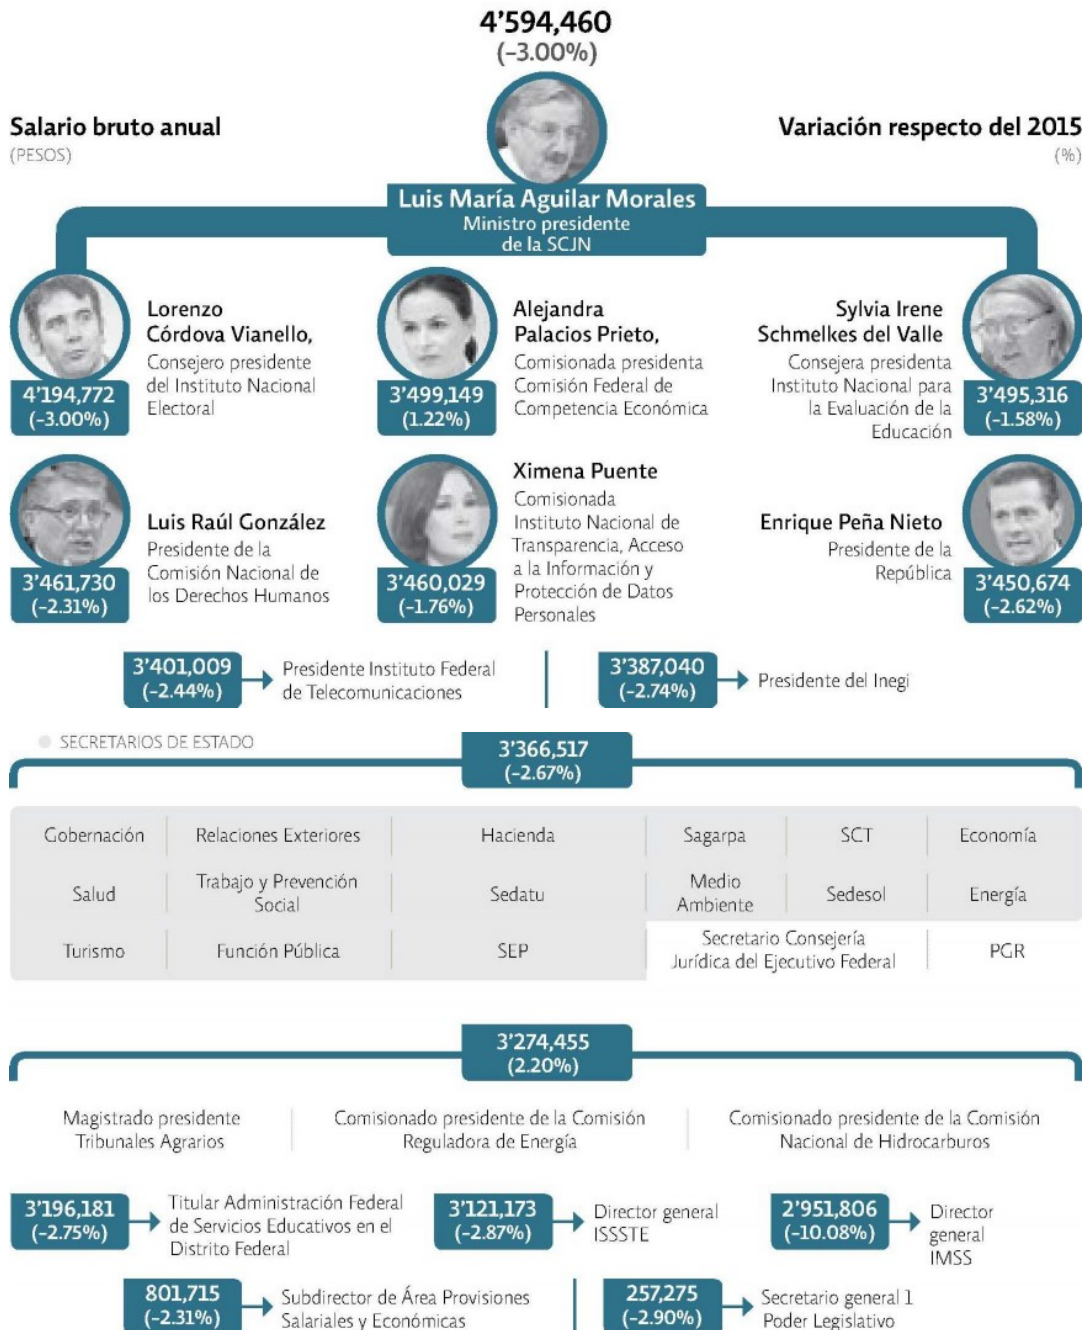 4'594,460
(-3.00%)
Salario bruto anual
(PESOS)
Variación respecto del 2015
(%)
Luis María Aguilar Morales
Ministro presidente
de la SCJN
Lorenzo
Córdova Vianello,
Consejero presidente
del Instituto Nacional
Electoral
4'194,772
(-3.00%)
Alejandra
Palacios Prieto,
Comisionada presidenta
Comisión Federal de
Competencia Económica
3'499,149
(1.22%)
Sylvia Irene
Schmelkes del Valle
Consejera presidenta
Instituto Nacional para
la Evaluación de la
Educación
3'495,316
(-1.58%)
Luis Raúl González
Presidente de la
Comisión Nacional de
los Derechos Humanos
3'461,730
(-2.31%)
Ximena Puente
Comisionada
Instituto Nacional de
Transparencia, Acceso
a la Información y
Protección de Datos
Personales
3'460,029
(-1.76%)
Enrique Peña Nieto
Presidente de la
República
3'450,674
(-2.62%)
3'401,009
(-2.44%)
Presidente Instituto Federal
de Telecomunicaciones
3'387,040
(-2.74%)
Presidente del Inegi
SECRETARIOS DE ESTADO
3'366,517
(-2.67%)
Gobernación
Relaciones Exteriores
Hacienda
Sagarpa
SCT
Economía
Salud
Trabajo y Prevención
Social
Sedatu
Medio
Ambiente
Sedesol
Energía
Turismo
Función Pública
SEP
Secretario Consejería
Jurídica del Ejecutivo Federal
PGR
3'274,455
(2.20%)
Magistrado presidente
Tribunales Agrarios
Comisionado presidente de la Comisión
Reguladora de Energía
Comisionado presidente de la Comisión
Nacional de Hidrocarburos
3'196,181
(-2.75%)
Titular Administración Federal
de Servicios Educativos en el
Distrito Federal
3'121,173
(-2.87%)
Director general
ISSSTE
2'951,806
(-10.08%)
Director
general
IMSS
801,715
(-2.31%)
Subdirector de Área Provisiones
Salariales y Económicas
257,275
(-2.90%)
Secretario general 1
Poder Legislativo